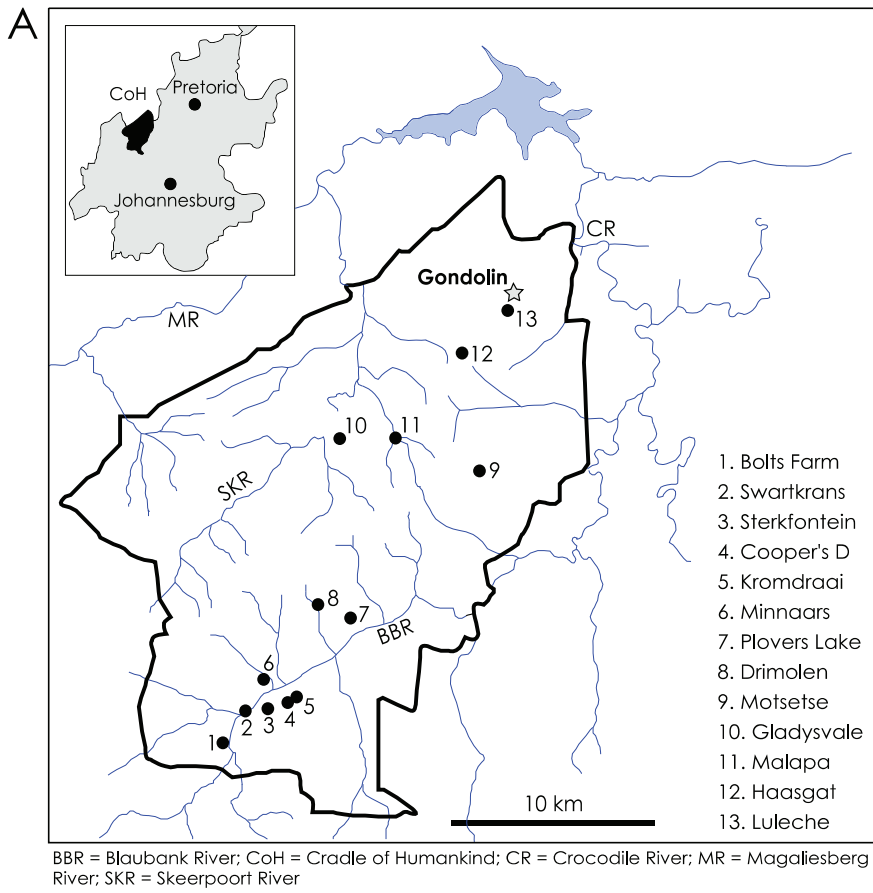 A
Pretoria
CoH
Johannesburg
CR
Gondolin
13
MR
12
10
11
9
SKR
8
7
BBR
6
5
4
3
2
1
1. Bolts Farm
2. Swartkrans
3. Sterkfontein
4. Cooper's D
5. Kromdraai
6. Minnaars
7. Plovers Lake
8. Drimolen
9. Motsetse
10. Gladysvale
11. Malapa
12. Haasgat
13. Luleche
10 km
BBR = Blaubank River; CoH = Cradle of Humankind; CR = Crocodile River; MR = Magaliesberg
River; SKR = Skeerpoort River